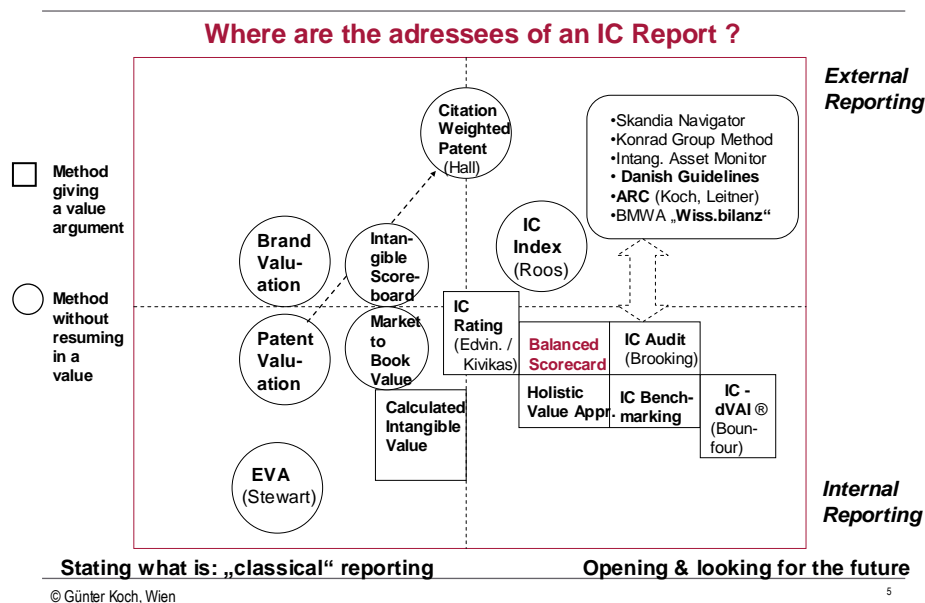 Where are the adressees of an IC Report ?
External
Reporting
Method
giving
a value
argument
Method
without
resuming
in a
value
Citation
Weighted
Patent
(Hall)
•Skandia Navigator
•Konrad Group Method
•Intang. Asset Monitor
• Danish Guidelines
•ARC (Koch, Leitner)
•BMWA „Wiss.bilanz“
Brand
Valu-
ation
Intan-
gible
Score-
board
IC
Index
(Roos)
Patent
Valu-
ation
Market
to
Book
Value
IC
Rating
(Edvin. /
Kivikas)
Balanced
Scorecard
IC Audit
(Brooking)
Calculated
Intangible
Value
Holistic
Value Appr.
IC Bench-
marking
IC -
dVAI ®
(Boun-
four)
EVA
(Stewart)
Internal
Reporting
Stating what is: „classical“ reporting
Opening & looking for the future
© Günter Koch, Wien
5